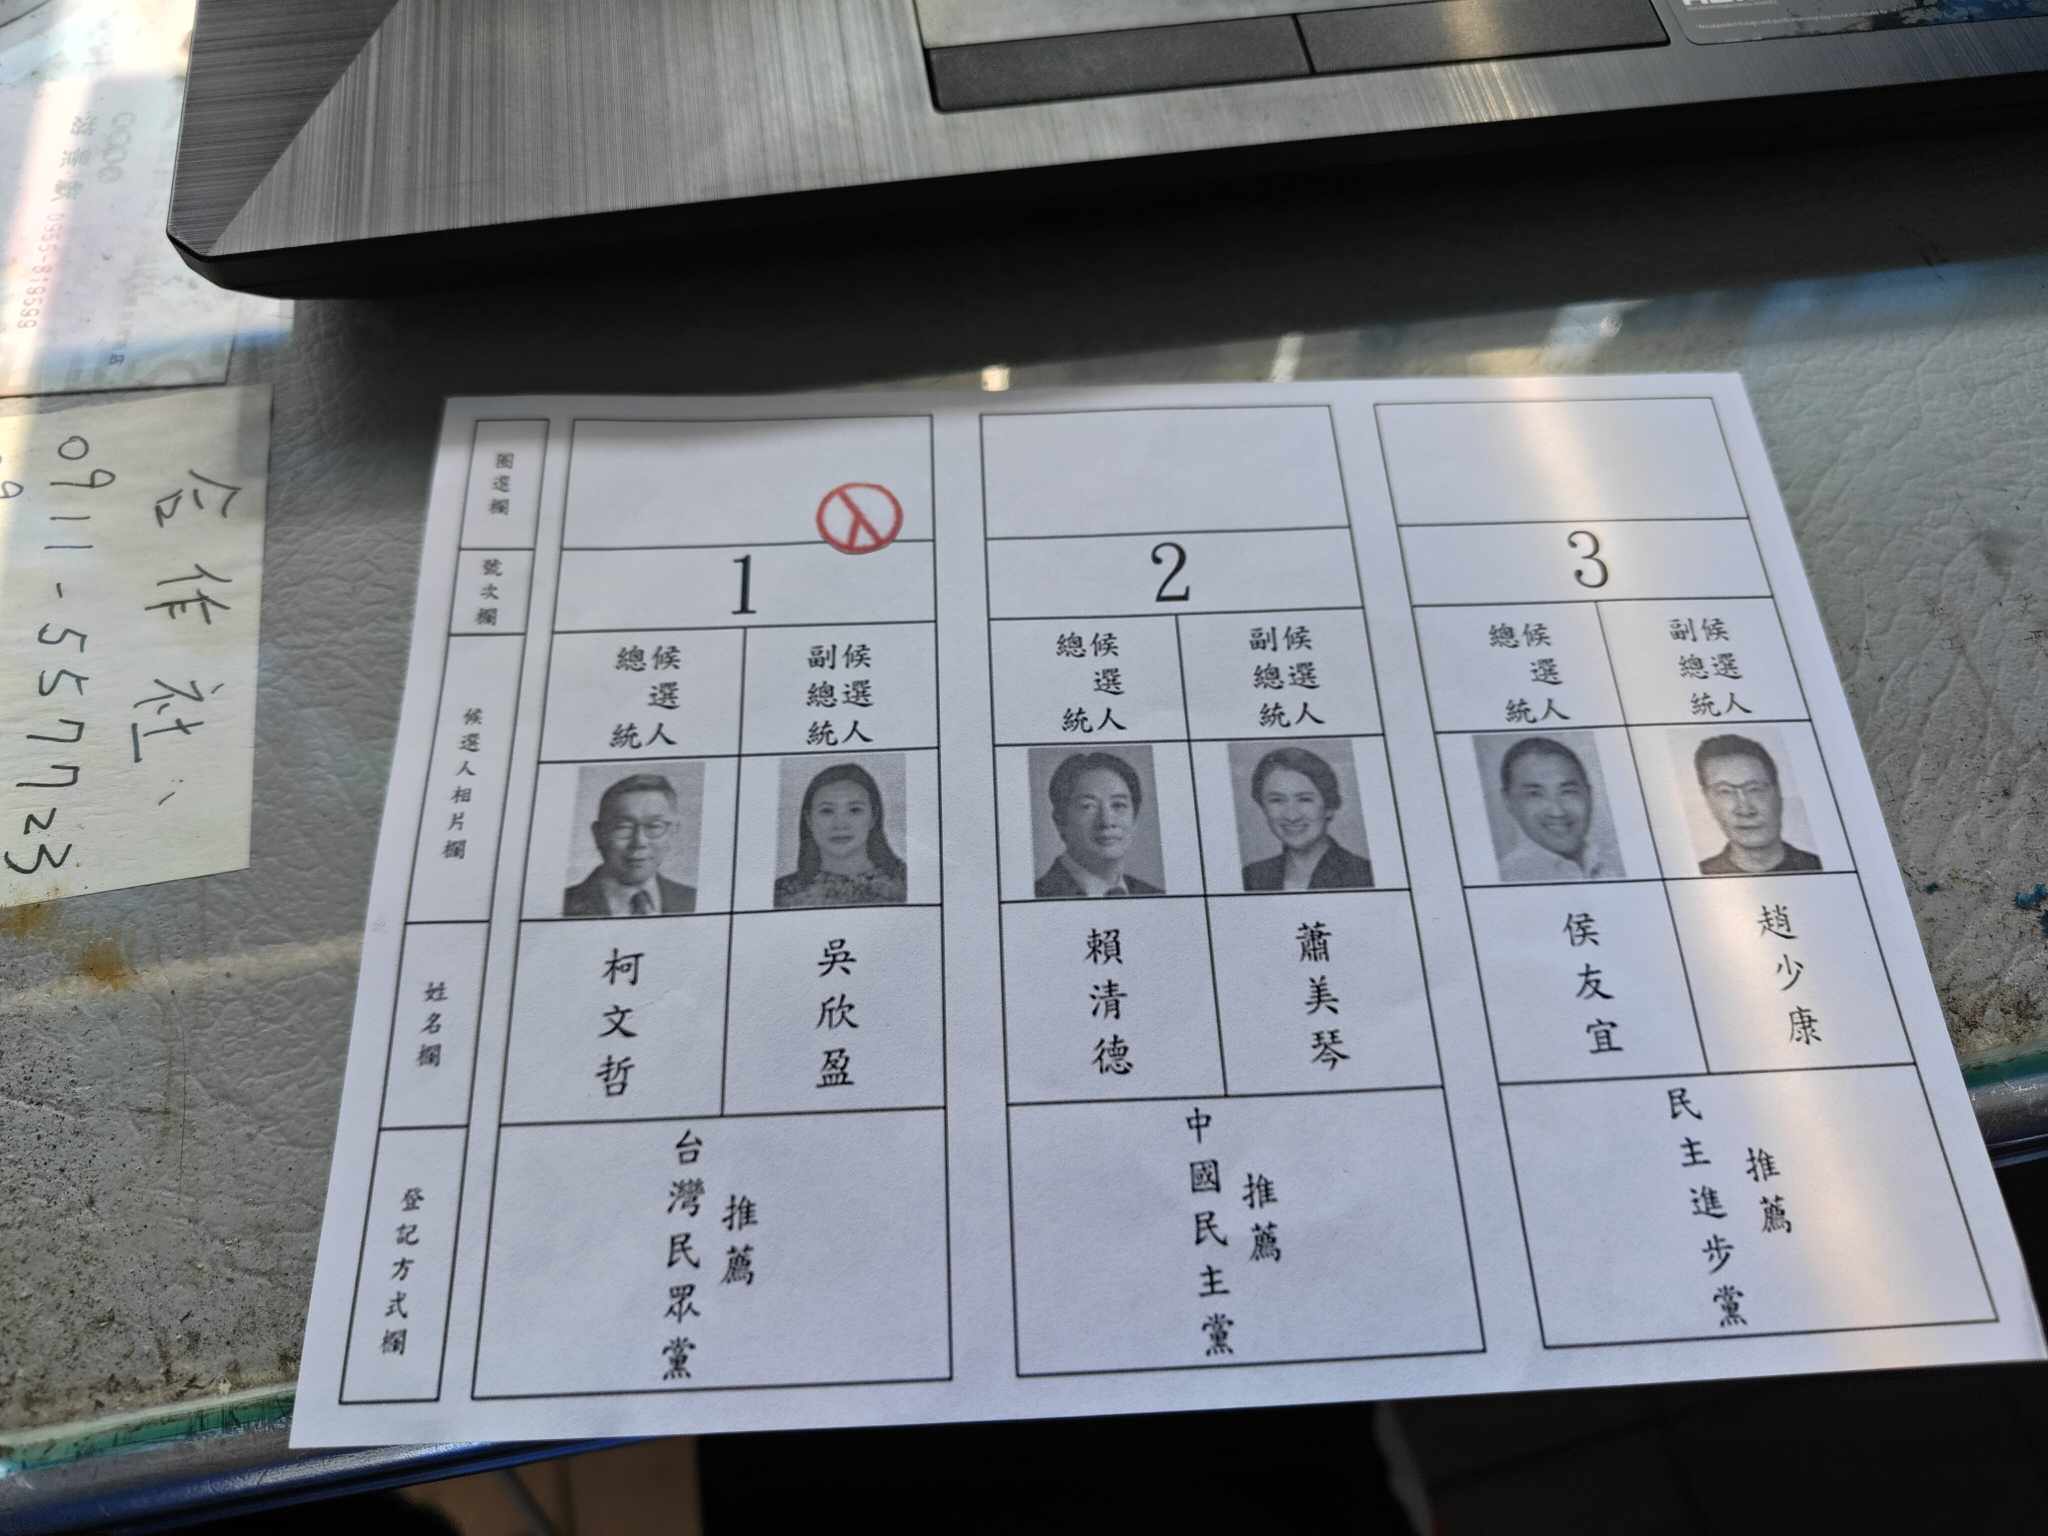 合作社
0911-557723
0955-818599
圈選欄
號次欄
候選人相片欄
姓名欄
登記方式欄
1
總統候選人
副總統候選人
柯文哲
吳欣盈
台灣民眾黨
推薦
2
總統候選人
副總統候選人
賴清德
蕭美琴
中國民主黨
推薦
3
總統候選人
副總統候選人
侯友宜
趙少康
民主進步黨
推薦